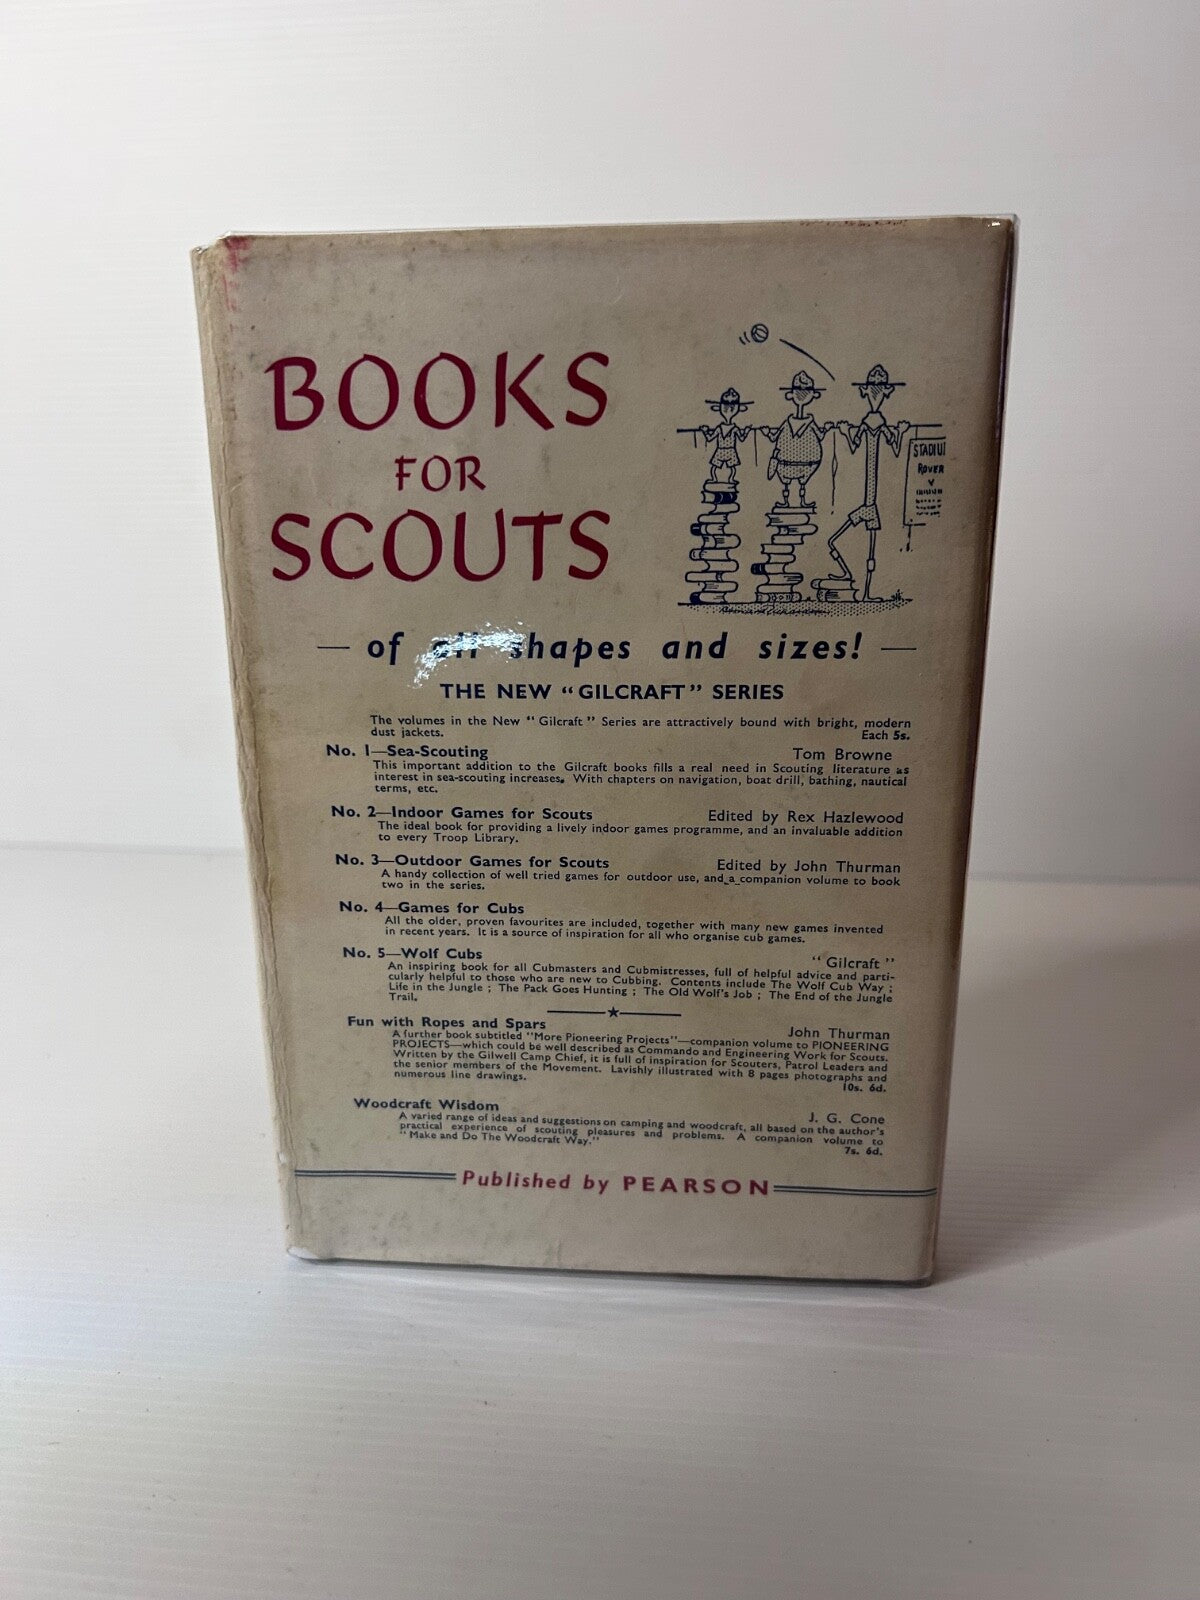 BOOKS
FOR
SCOUTS
STADIU
ROVER
V
— of all shapes and sizes! —
THE NEW “GILCRAFT” SERIES
The volumes in the New “Gilcraft” Series are attractively bound with bright, modern
dust jackets. Each 5s.
No. 1—Sea-Scouting Tom Browne
This important addition to the Gilcraft books fills a real need in Scouting literature as
interest in sea-scouting increases. With chapters on navigation, boat drill, bathing, nautical
terms, etc.
No. 2—Indoor Games for Scouts Edited by Rex Hazlewood
The ideal book for providing a lively indoor games programme, and an invaluable addition
to every Troop Library.
No. 3—Outdoor Games for Scouts Edited by John Thurman
A handy collection of well tried games for outdoor use, and a companion volume to book
two in the series.
No. 4—Games for Cubs
All the older, proven favourites are included, together with many new games invented
in recent years. It is a source of inspiration for all who organise cub games.
No. 5—Wolf Cubs “Gilcraft”
An inspiring book for all Cubmasters and Cubmistresses, full of helpful advice and parti-
cularly helpful to those who are new to Cubbing. Contents include The Wolf Cub Way ;
Life in the Jungle ; The Pack Goes Hunting ; The Old Wolf's Job ; The End of the Jungle
Trail.
Fun with Ropes and Spars John Thurman
A further book subtitled "More Pioneering Projects"—companion volume to PIONEERING
PROJECTS—which could be well described as Commando and Engineering Work for Scouts.
Written by the Gilwell Camp Chief, it is full of inspiration for Scouters, Patrol Leaders and
the senior members of the Movement. Lavishly illustrated with 8 pages photographs and
numerous line drawings. 10s. 6d.
Woodcraft Wisdom J. G. Cone
A varied range of ideas and suggestions on camping and woodcraft, all based on the author's
practical experience of scouting pleasures and problems. A companion volume to
"Make and Do The Woodcraft Way." 7s. 6d.
Published by PEARSON